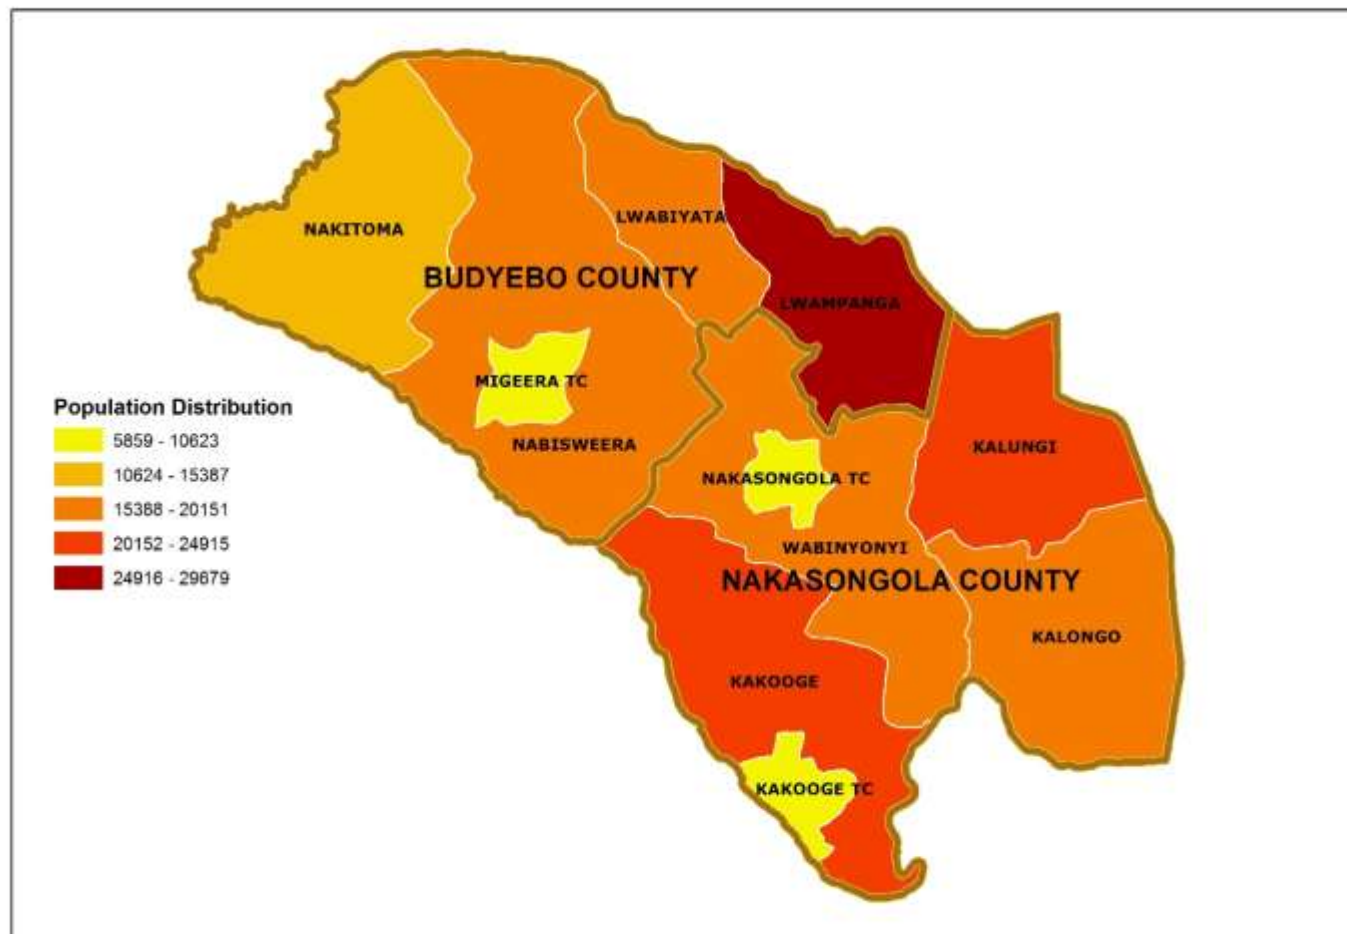 NAKITOMA
LWABIYATA
BUDYEBO COUNTY
LWAMPANGA
MIGEERA TC
NABISWEERA
KALUNGI
NAKASONGOLA TC
WABINYONYI
NAKASONGOLA COUNTY
KALONGO
KAKOOGE
KAKOOGE TC
Population Distribution
5859 - 10623
10624 - 15387
15388 - 20151
20152 - 24915
24916 - 29679